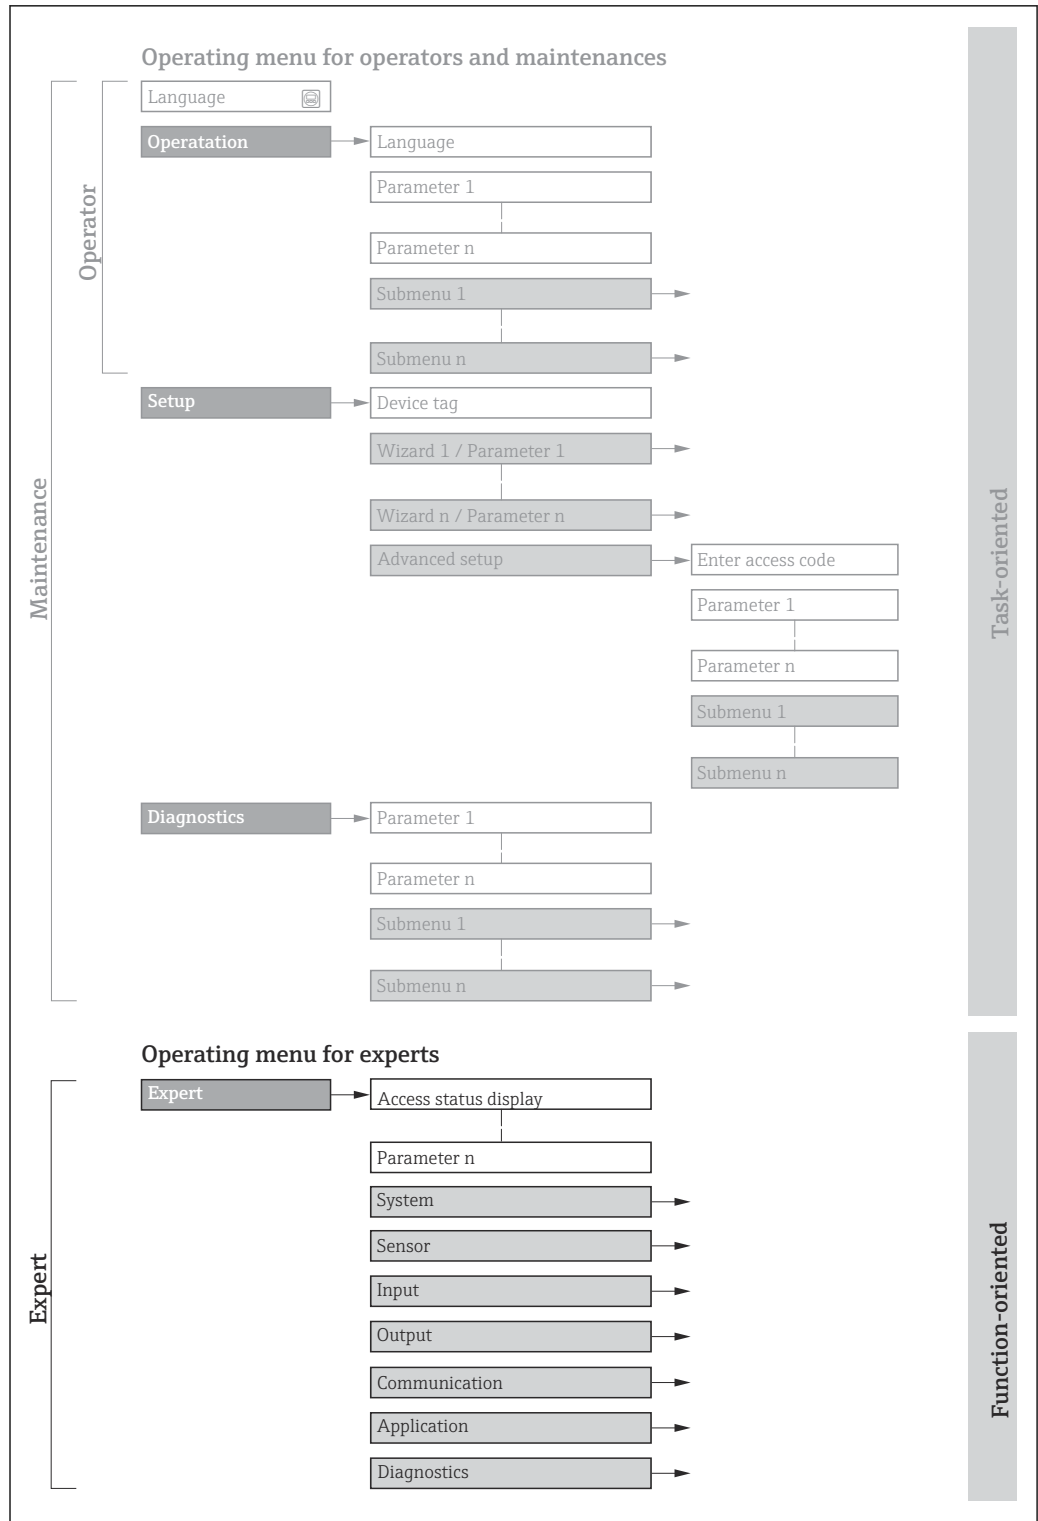 Operating menu for operators and maintenances
Language
Operatation
Language
Parameter 1
Parameter n
Submenu 1
Submenu n
Operator
Setup
Device tag
Wizard 1 / Parameter 1
Wizard n / Parameter n
Advanced setup
Enter access code
Parameter 1
Parameter n
Submenu 1
Submenu n
Maintenance
Task-oriented
Diagnostics
Parameter 1
Parameter n
Submenu 1
Submenu n
Operating menu for experts
Expert
Access status display
Parameter n
System
Sensor
Input
Output
Communication
Application
Diagnostics
Expert
Function-oriented